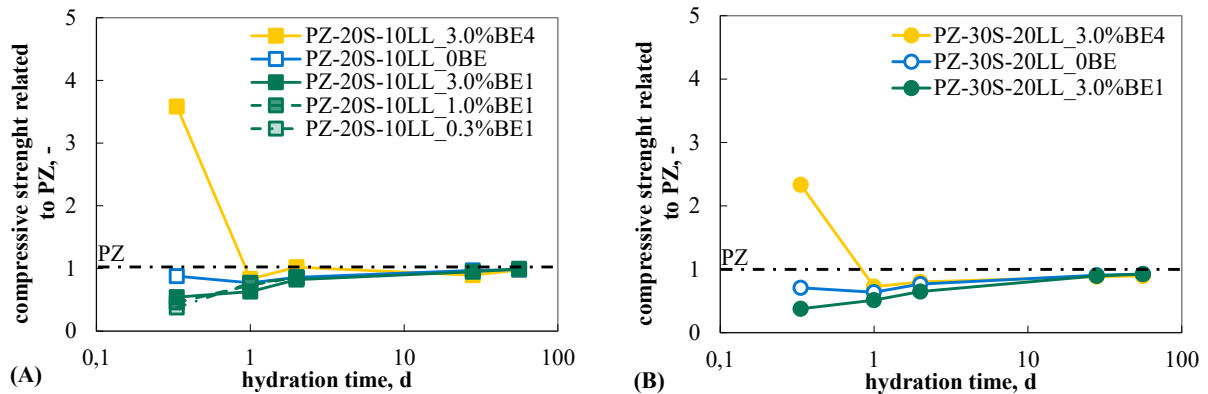 compressive strenght related
to PZ, -
5
4
3
2
1
0
PZ-20S-10LL_3.0%BE4
PZ-20S-10LL_0BE
PZ-20S-10LL_3.0%BE1
PZ-20S-10LL_1.0%BE1
PZ-20S-10LL_0.3%BE1
PZ
0,1
1
10
100
hydration time, d
(A)
compressive strenght related
to PZ, -
5
4
3
2
1
0
PZ-30S-20LL_3.0%BE4
PZ-30S-20LL_0BE
PZ-30S-20LL_3.0%BE1
PZ
0,1
1
10
100
hydration time, d
(B)